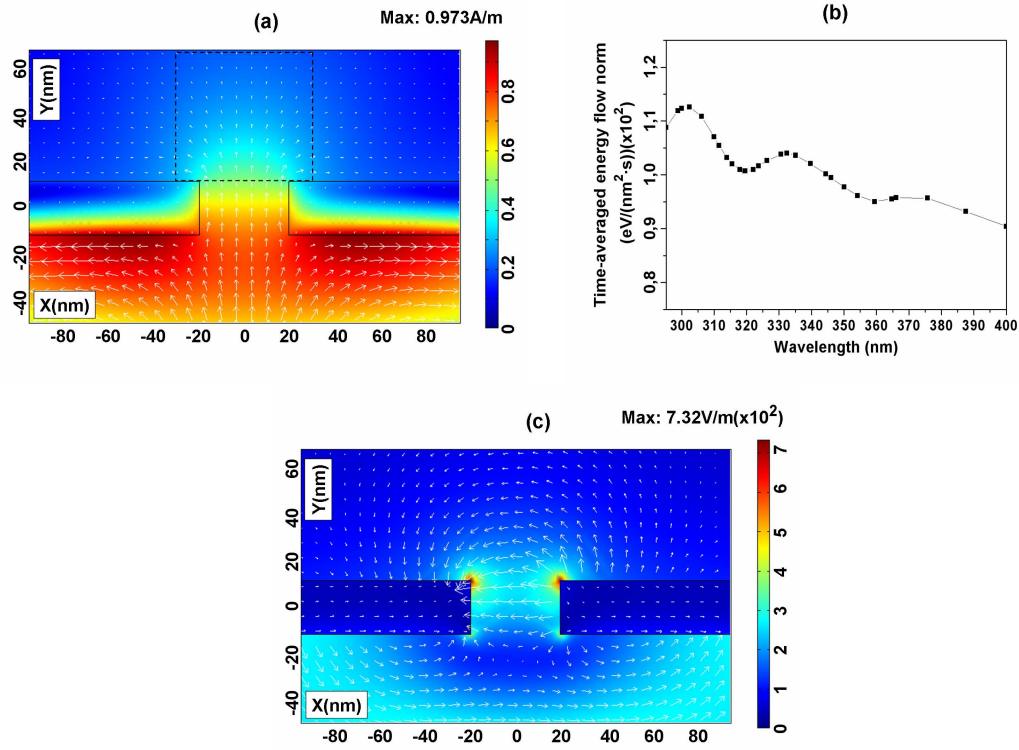 (a)
Max: 0.973A/m
Y(nm)
60
40
20
0
-20
-40
X(nm)
-80 -60 -40 -20 0 20 40 60 80
0.8
0.6
0.4
0.2
0
(b)
Time-averaged energy flow norm
(eV/(nm²·s))(x10²)
1,2
1,1
1.0
0,9
0,8
300 310 320 330 340 350 360 370 380 390 400
Wavelength (nm)
(c)
Max: 7.32V/m(x10²)
Y(nm)
60
40
20
0
-20
-40
X(nm)
-80 -60 -40 -20 0 20 40 60 80
7
6
5
4
3
2
1
0